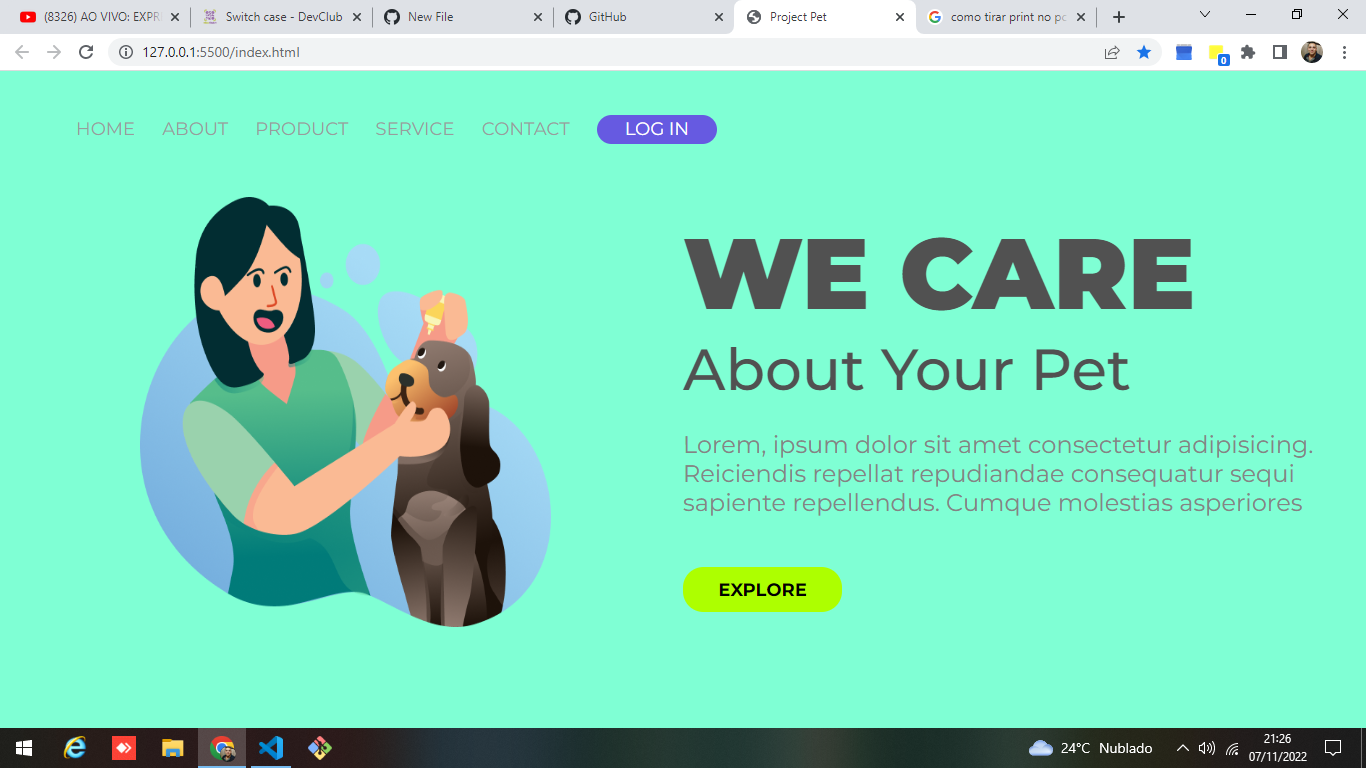 (8326) AO VIVO: EXPR
Switch case - DevClub
New File
GitHub
Project Pet
como tirar print no pc
127.0.0.1:5500/index.html
0
HOME ABOUT PRODUCT SERVICE CONTACT LOG IN
WE CARE
About Your Pet
Lorem, ipsum dolor sit amet consectetur adipisicing.
Reiciendis repellat repudiandae consequatur sequi
sapiente repellendus. Cumque molestias asperiores
EXPLORE
24°C Nublado
21:26
07/11/2022